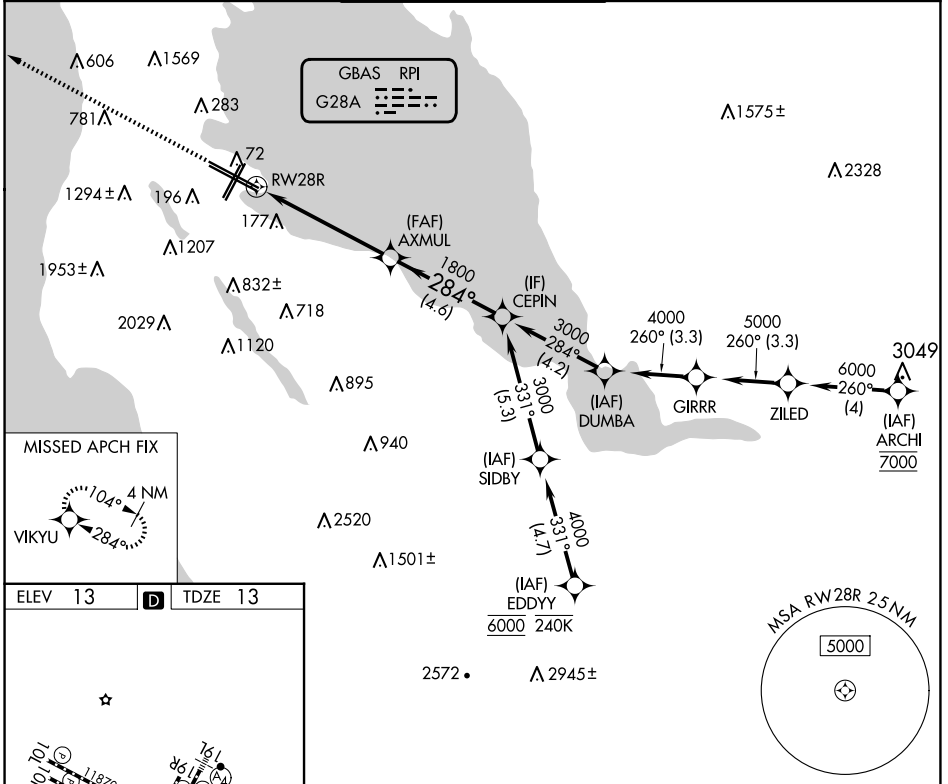 606
1569
GBAS RPI
G28A
283
781
1575±
72
2328
RW28R
1294±
196
177
(FAF)
AXMUL
1207
1800
284°
(4.6)
(IF)
CEPIN
1953±
832±
718
3000
284°
(4.2)
4000
260° (3.3)
5000
260° (3.3)
6000
260°
(4)
3049
2029
1120
895
3000
331°
(5.3)
(IAF)
DUMBA
GIRRR
ZILED
(IAF)
ARCHI
7000
MISSED APCH FIX
940
(IAF)
SIDBY
104°
4 NM
VIKYU
284°
2520
4000
331°
(4.7)
1501±
(IAF)
EDDYY
6000 240K
ELEV 13
D
TDZE 13
MSA RW28R 25 NM
5000
2572
2945±
10L
11870
19R
19L